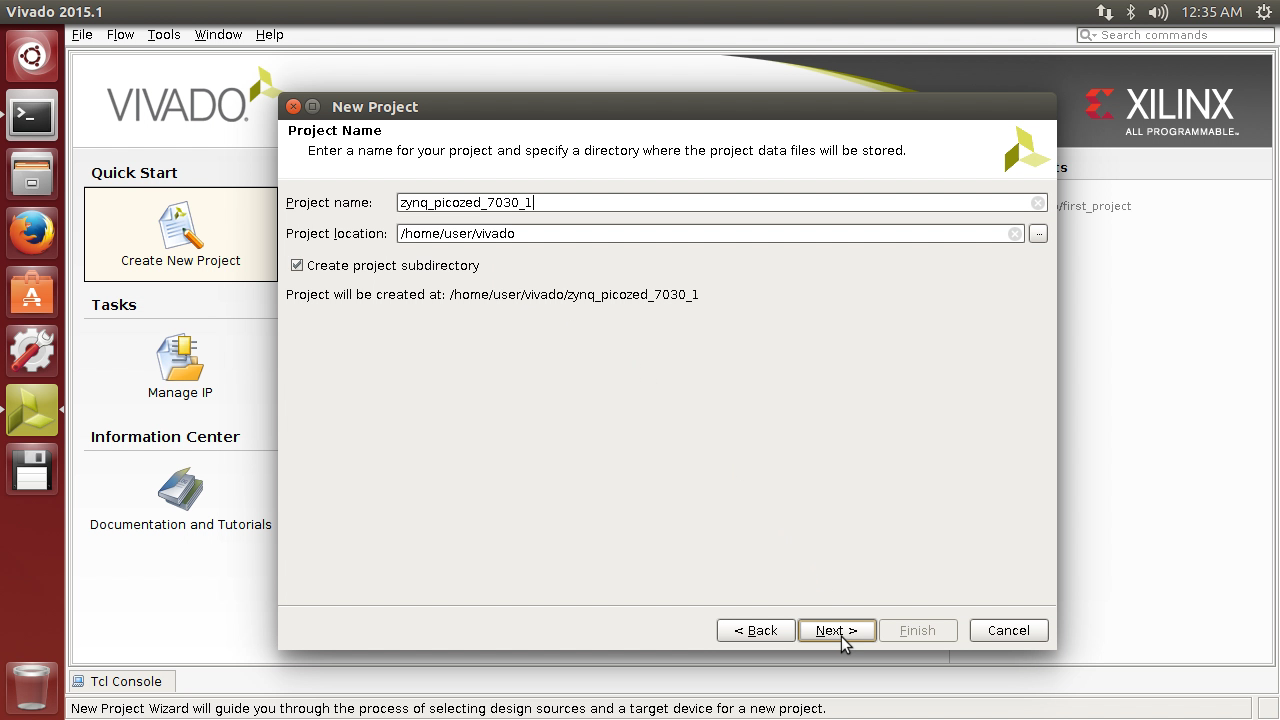 Vivado 2015.1
12:35 AM
File Flow Tools Window Help
Search commands
VIVADO.
XILINX
ALL PROGRAMMABLE™
New Project
Project Name
Enter a name for your project and specify a directory where the project data files will be stored.
Quick Start
Create New Project
Tasks
Manage IP
Information Center
Documentation and Tutorials
/first_project
Project name: zynq_picozed_7030_1
Project location: /home/user/vivado
...
Create project subdirectory
Project will be created at: /home/user/vivado/zynq_picozed_7030_1
< Back
Next >
Finish
Cancel
Tcl Console
New Project Wizard will guide you through the process of selecting design sources and a target device for a new project.